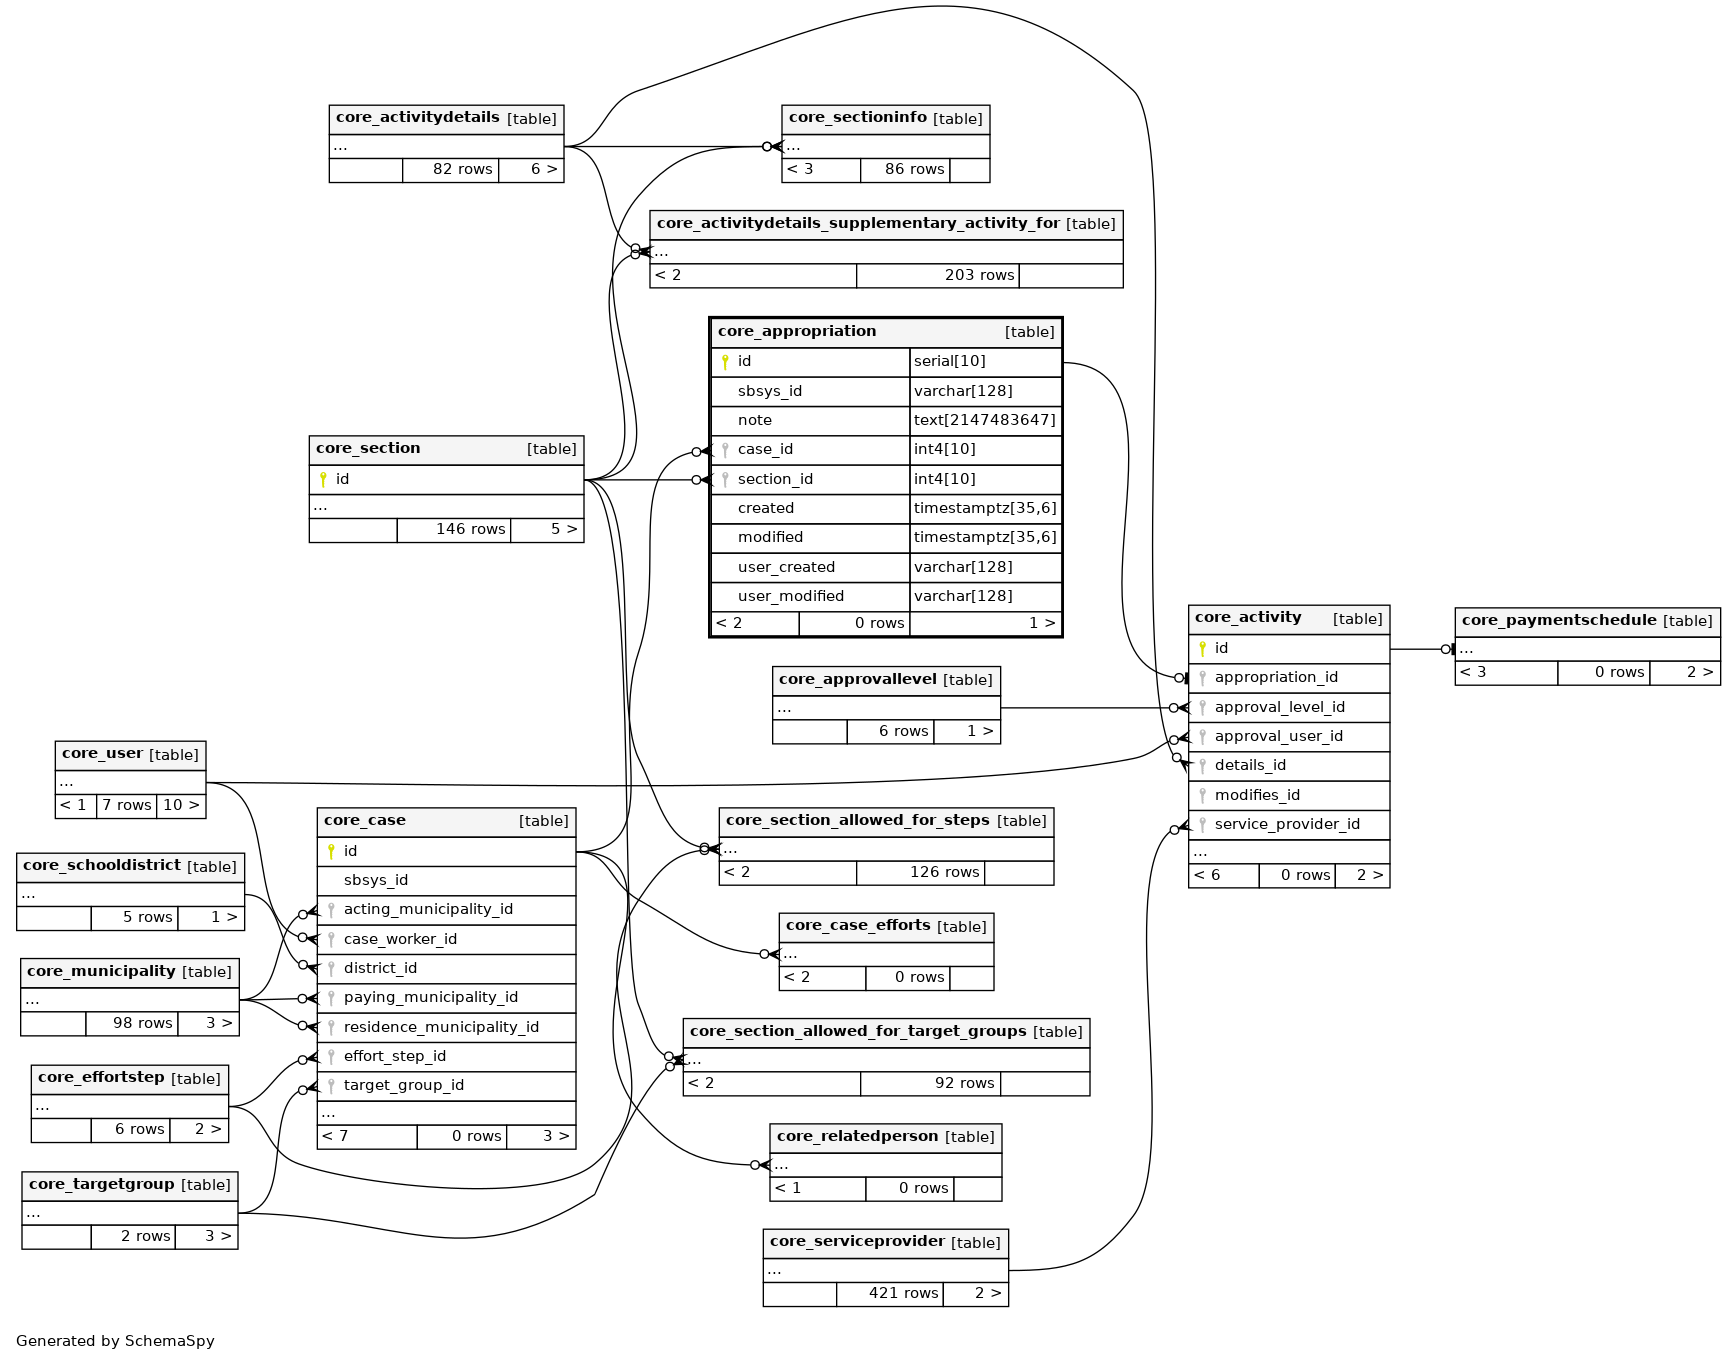 core_activitydetails [table]
...
82 rows 6 >
core_sectioninfo [table]
...
< 3 86 rows
core_activitydetails_supplementary_activity_for [table]
...
< 2 203 rows
core_appropriation [table]
id serial[10]
sbsys_id varchar[128]
note text[2147483647]
case_id int4[10]
section_id int4[10]
created timestamptz[35,6]
modified timestamptz[35,6]
user_created varchar[128]
user_modified varchar[128]
< 2 0 rows 1 >
core_section [table]
id
...
146 rows 5 >
core_activity [table]
id
appropriation_id
approval_level_id
approval_user_id
details_id
modifies_id
service_provider_id
...
< 6 0 rows 2 >
core_paymentschedule [table]
...
< 3 0 rows 2 >
core_approvallevel [table]
...
6 rows 1 >
core_user [table]
...
< 1 7 rows 10 >
core_schooldistrict [table]
...
5 rows 1 >
core_municipality [table]
...
98 rows 3 >
core_effortstep [table]
...
6 rows 2 >
core_targetgroup [table]
...
2 rows 3 >
core_case [table]
id
sbsys_id
acting_municipality_id
case_worker_id
district_id
paying_municipality_id
residence_municipality_id
effort_step_id
target_group_id
...
< 7 0 rows 3 >
core_section_allowed_for_steps [table]
...
< 2 126 rows
core_case_efforts [table]
...
< 2 0 rows
core_section_allowed_for_target_groups [table]
...
< 2 92 rows
core_relatedperson [table]
...
< 1 0 rows
core_serviceprovider [table]
...
421 rows 2 >
Generated by SchemaSpy